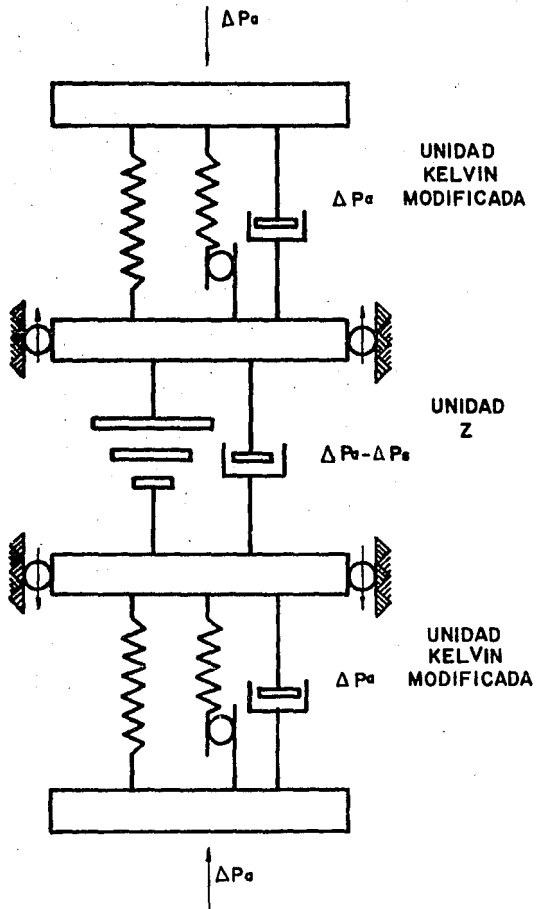 ΔPa
UNIDAD
KELVIN
MODIFICADA
ΔPa
UNIDAD
Z
ΔPa-ΔPs
UNIDAD
KELVIN
MODIFICADA
ΔPa
ΔPa